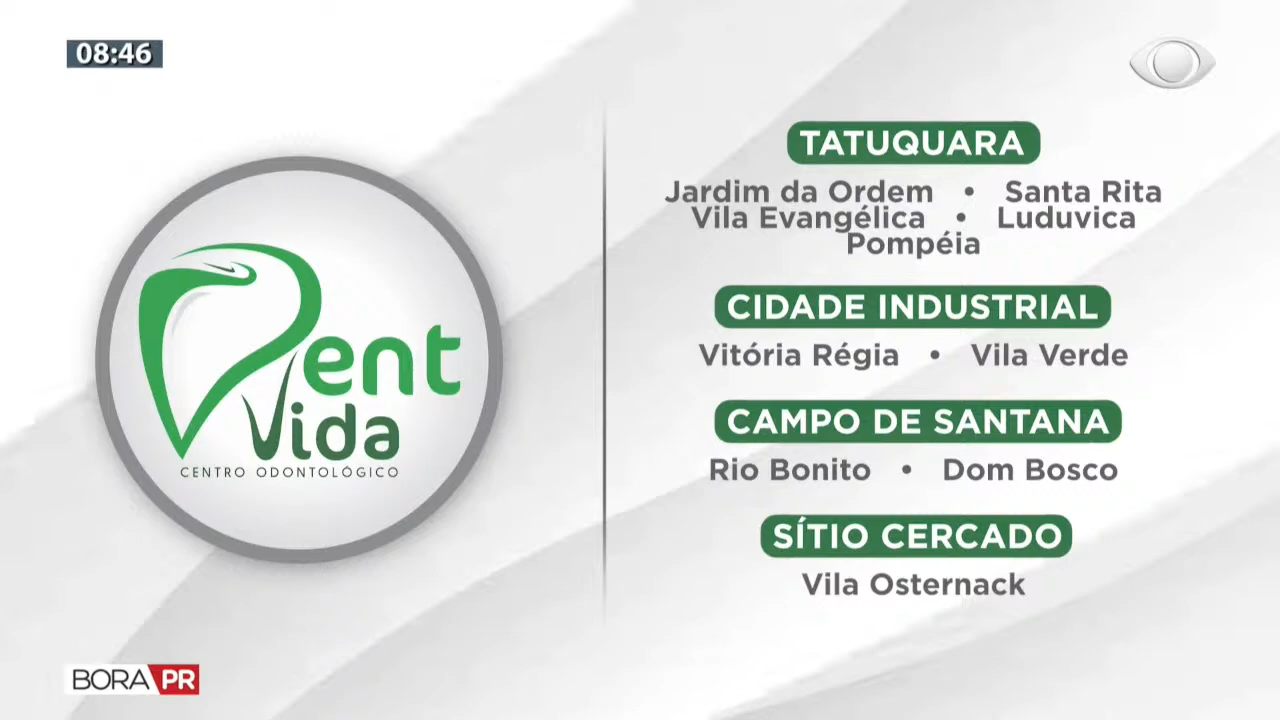 08:46
Dent
Vida
CENTRO ODONTOLÓGICO
TATUQUARA
Jardim da Ordem • Santa Rita
Vila Evangélica • Luduvica
Pompéia
CIDADE INDUSTRIAL
Vitória Régia • Vila Verde
CAMPO DE SANTANA
Rio Bonito • Dom Bosco
SÍTIO CERCADO
Vila Osternack
BORA PR